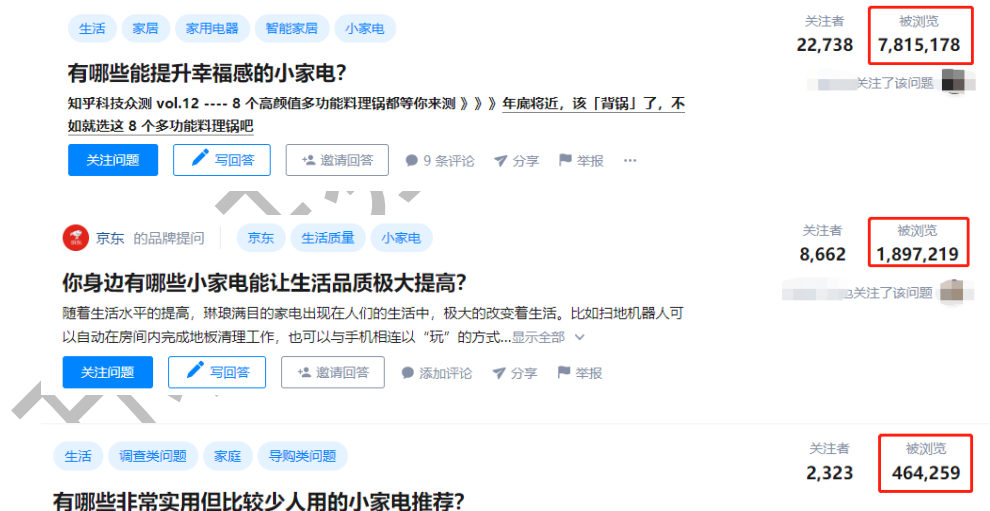 生活 家居 家用电器 智能家居 小家电
关注者 被浏览
22,738 7,815,178
有哪些能提升幸福感的小家电？
关注了该问题
知乎科技众测 vol.12 ---- 8 个高颜值多功能料理锅都等你来测 》》》年底将近，该「背锅」了，不
如就选这 8 个多功能料理锅吧
关注问题 写回答 邀请回答 9 条评论 分享 举报 ···
京东 的品牌提问 京东 生活质量 小家电
关注者 被浏览
8,662 1,897,219
你身边有哪些小家电能让生活品质极大提高？
关注了该问题
随着生活水平的提高，琳琅满目的家电出现在人们的生活中，极大的改变着生活。比如扫地机器人可
以自动在房间内完成地板清理工作，也可以与手机相连以“玩”的方式...显示全部
关注问题 写回答 邀请回答 添加评论 分享 举报
生活 调查类问题 家庭 导购类问题
关注者 被浏览
2,323 464,259
有哪些非常实用但比较少人用的小家电推荐？